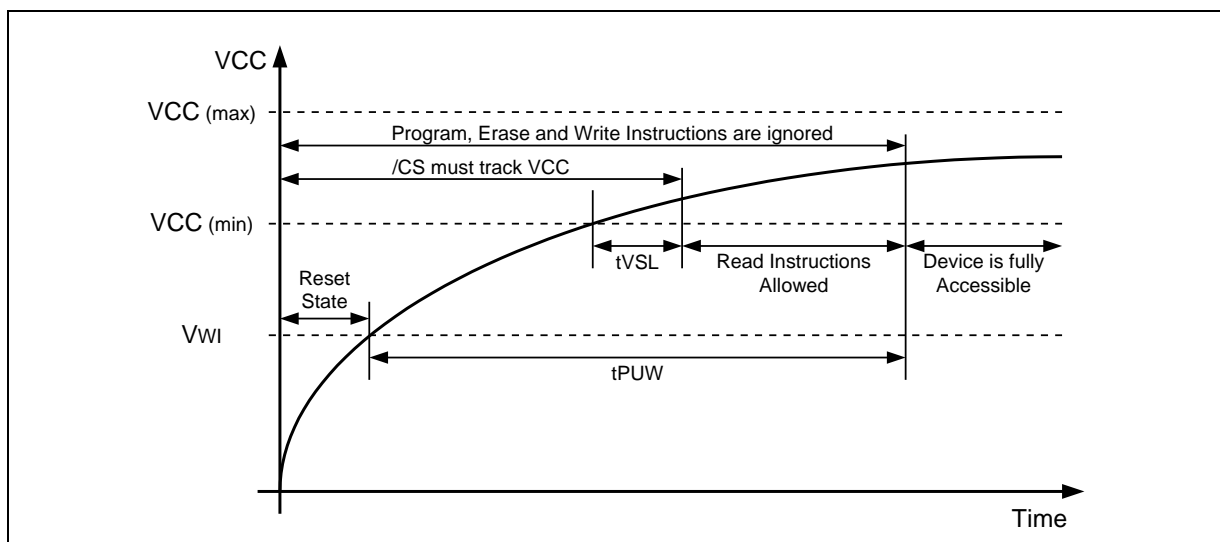 VCC
VCC (max)
Program, Erase and Write Instructions are ignored
/CS must track VCC
VCC (min)
tVSL
Read Instructions
Allowed
Device is fully
Accessible
Reset
State
VWI
tPUW
Time